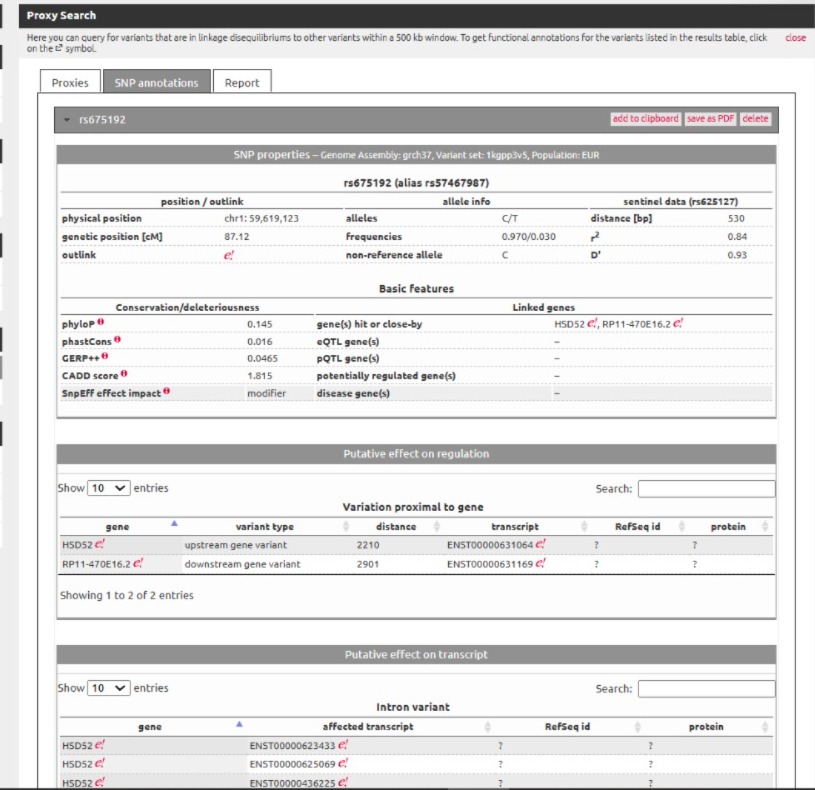 Proxy Search
Here you can query for variants that are in linkage disequilibriums to other variants within a 500 kb window. To get functional annotations for the variants listed in the results table, click close
on the symbol.
Proxies SNP annotations Report
rs675192 add to clipboard save as PDF delete
SNP properties – Genome Assembly: grch37, Variant set: 1kgpp3v5, Population: EUR
rs675192 (alias rs57467987)
position / outlink allele info sentinel data (rs625127)
physical position chr1: 59,619,123 alleles C/T distance [bp] 530
genetic position [cM] 87.12 frequencies 0.970/0.030 r² 0.84
outlink e! non-reference allele C D' 0.93
Basic features
Conservation/deleteriousness Linked genes
phyloP 0.145 gene(s) hit or close-by HSD52 e!, RP11-470E16.2 e!
phastCons 0.016 eQTL gene(s) –
GERP++ 0.0465 pQTL gene(s) –
CADD score 1.815 potentially regulated gene(s) –
SnpEff effect impact modifier disease gene(s) –
Putative effect on regulation
Show 10 entries Search:
Variation proximal to gene
gene variant type distance transcript RefSeq id protein
HSD52 e! upstream gene variant 2210 ENST00000631064 e! ? ?
RP11-470E16.2 e! downstream gene variant 2901 ENST00000631169 e! ? ?
Showing 1 to 2 of 2 entries
Putative effect on transcript
Show 10 entries Search:
Intron variant
gene affected transcript RefSeq id protein
HSD52 e! ENST00000623433 e! ? ?
HSD52 e! ENST00000625069 e! ? ?
HSD52 e! ENST00000436225 e! ? ?